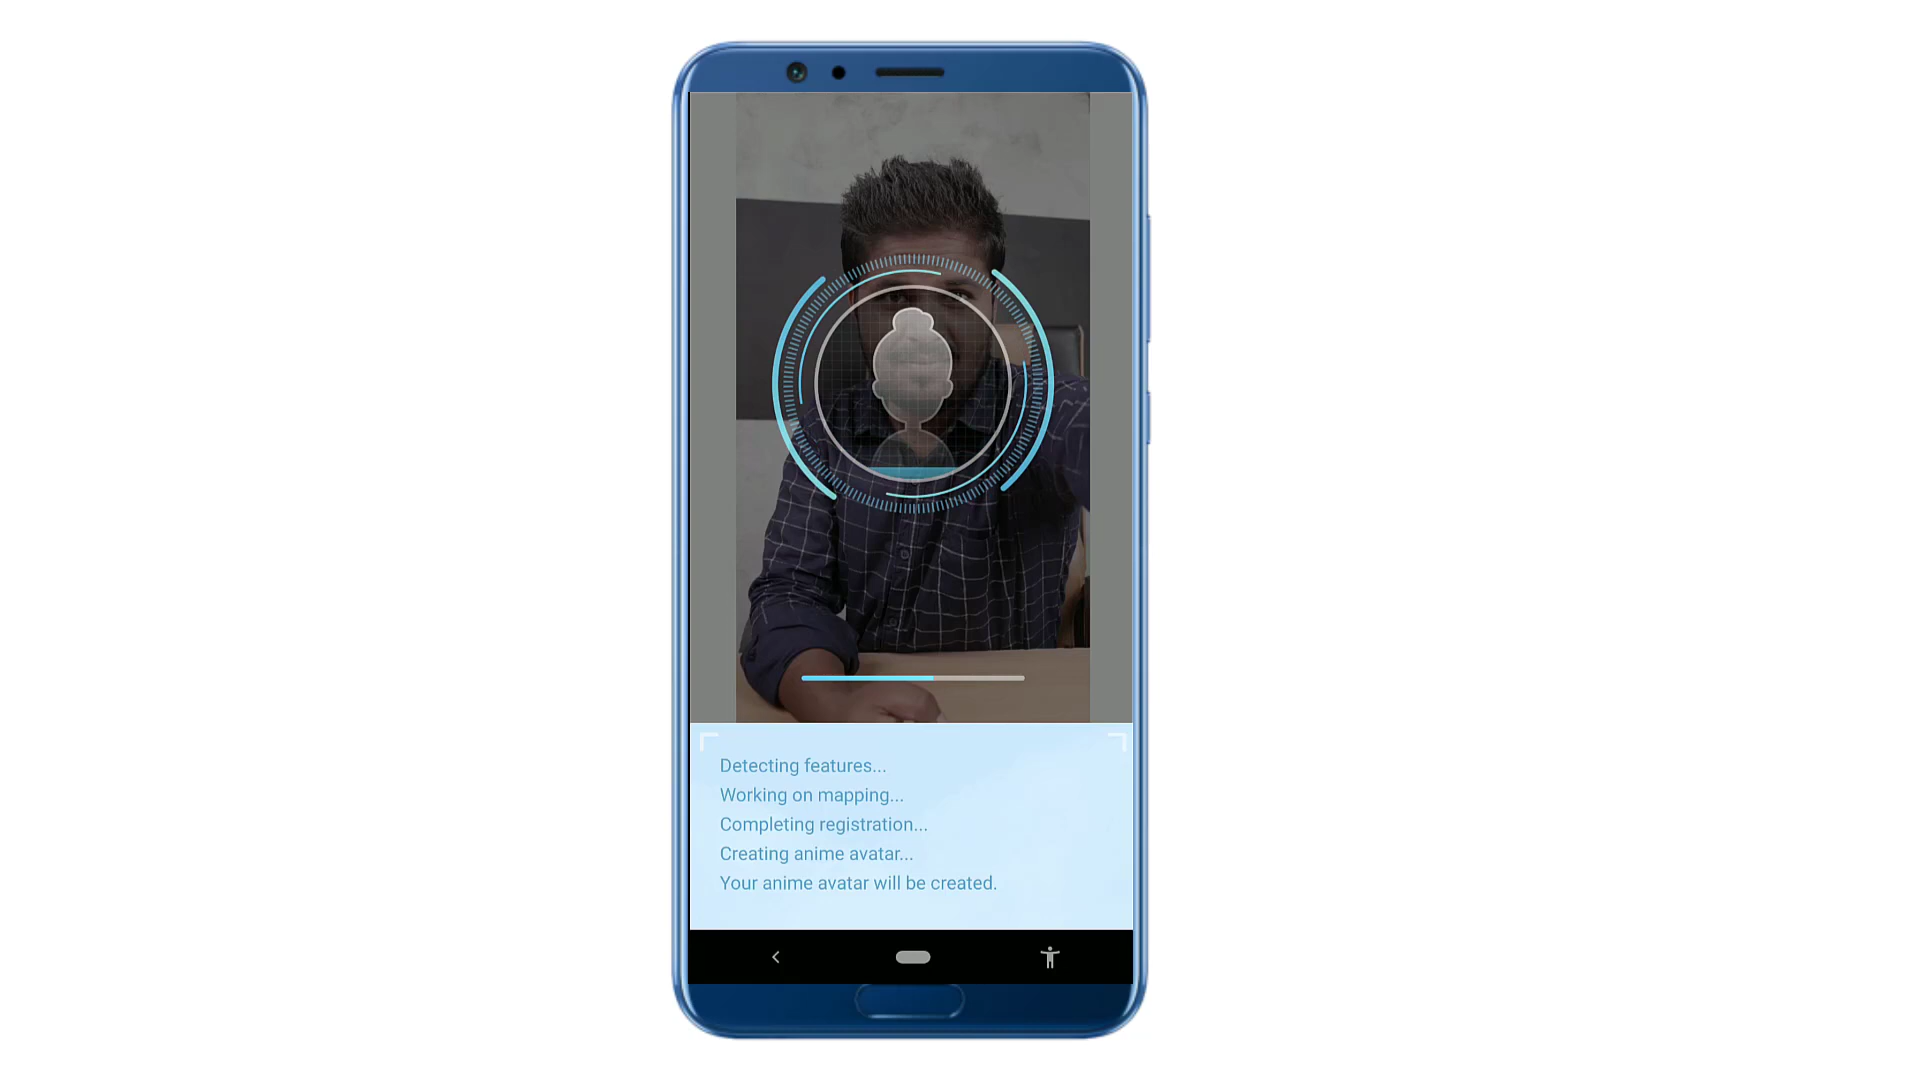 Detecting features...
Working on mapping...
Completing registration...
Creating anime avatar...
Your anime avatar will be created.